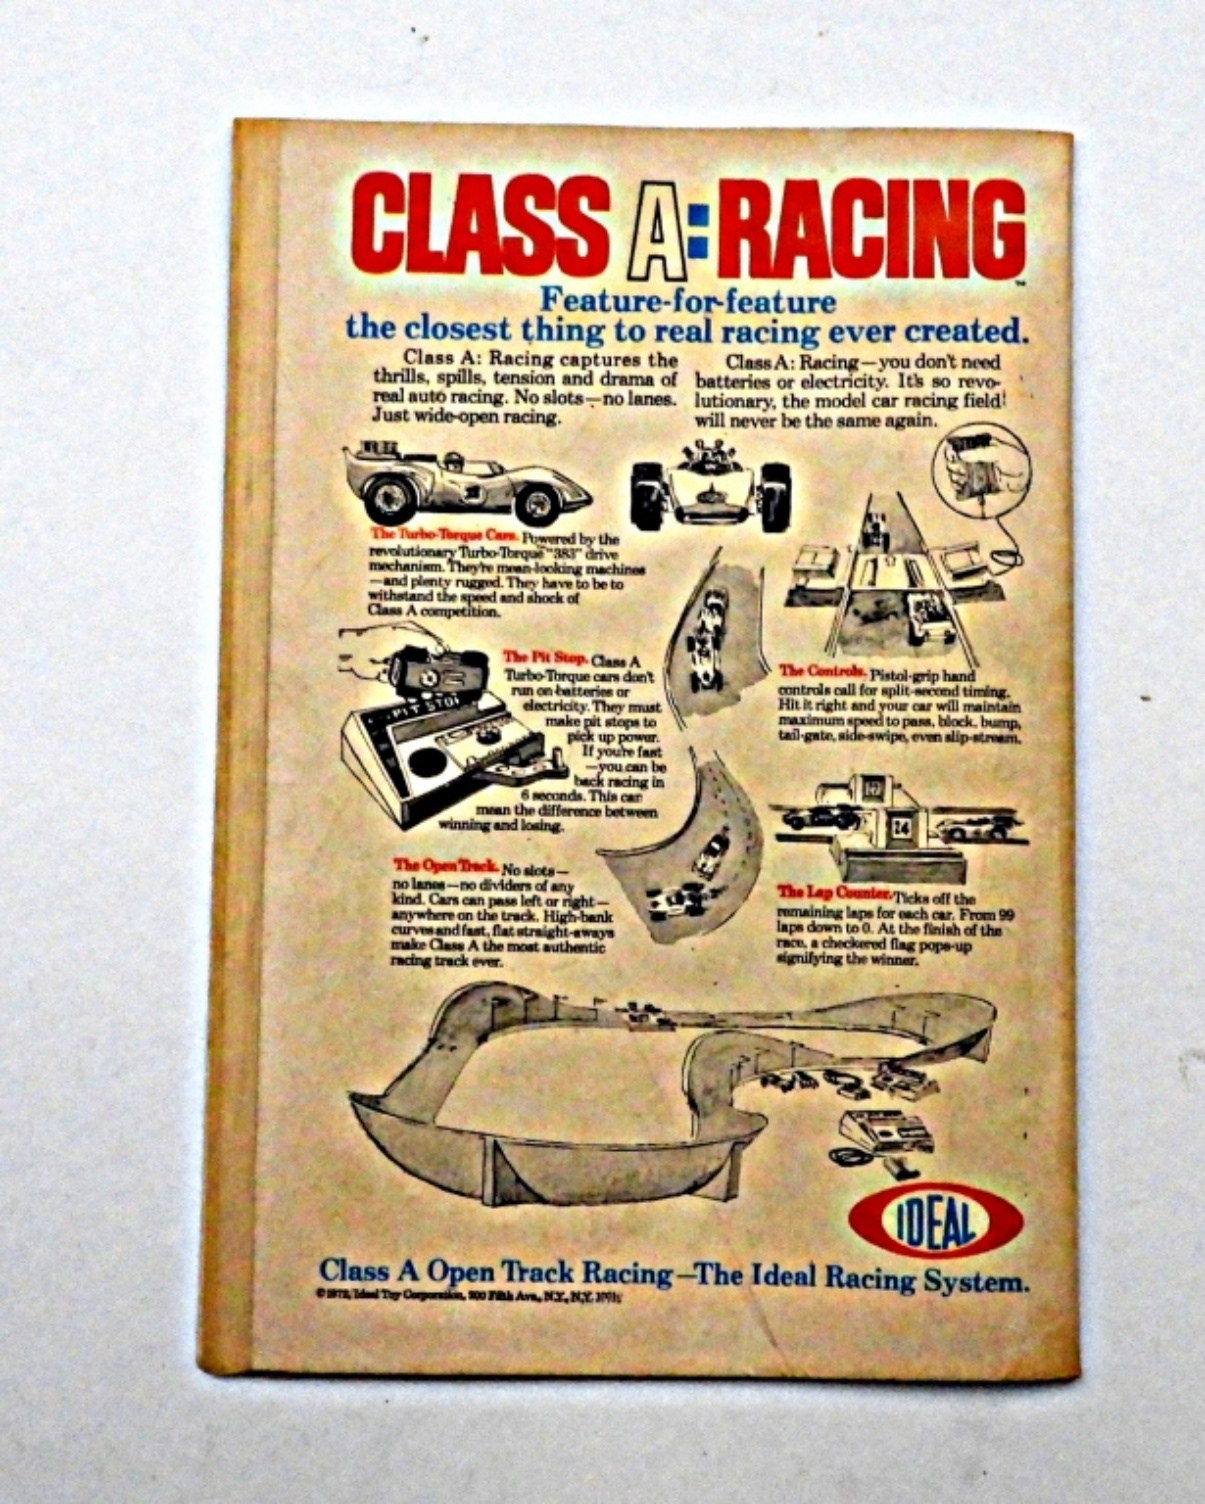 CLASS A: RACING
™
Feature-for-feature
the closest thing to real racing ever created.
Class A: Racing captures the
thrills, spills, tension and drama of
real auto racing. No slots—no lanes.
Just wide-open racing.
Class A: Racing—you don't need
batteries or electricity. It's so revo-
lutionary, the model car racing field
will never be the same again.
The Turbo-Torque Cars. Powered by the
revolutionary Turbo-Torque "383" drive
mechanism. They're mean-looking machines
—and plenty rugged. They have to be to
withstand the speed and shock of
Class A competition.
PIT STOP
The Pit Stop. Class A
Turbo-Torque cars don't
run on batteries or
electricity. They must
make pit stops to
pick up power.
If you're fast
—you can be
back racing in
6 seconds. This can
mean the difference between
winning and losing.
The Open Track. No slots—
no lanes—no dividers of any
kind. Cars can pass left or right—
anywhere on the track. High-bank
curves and fast, flat straight-aways
make Class A the most authentic
racing track ever.
The Controls. Pistol-grip hand
controls call for split-second timing.
Hit it right and your car will maintain
maximum speed to pass, block, bump,
tail-gate, side-swipe, even slip-stream.
24
The Lap Counter. Ticks off the
remaining laps for each car. From 99
laps down to 0. At the finish of the
race, a checkered flag pops-up
signifying the winner.
IDEAL
Class A Open Track Racing—The Ideal Racing System.
Ideal Toy Corporation, 200 Fifth Ave., N.Y., N.Y.